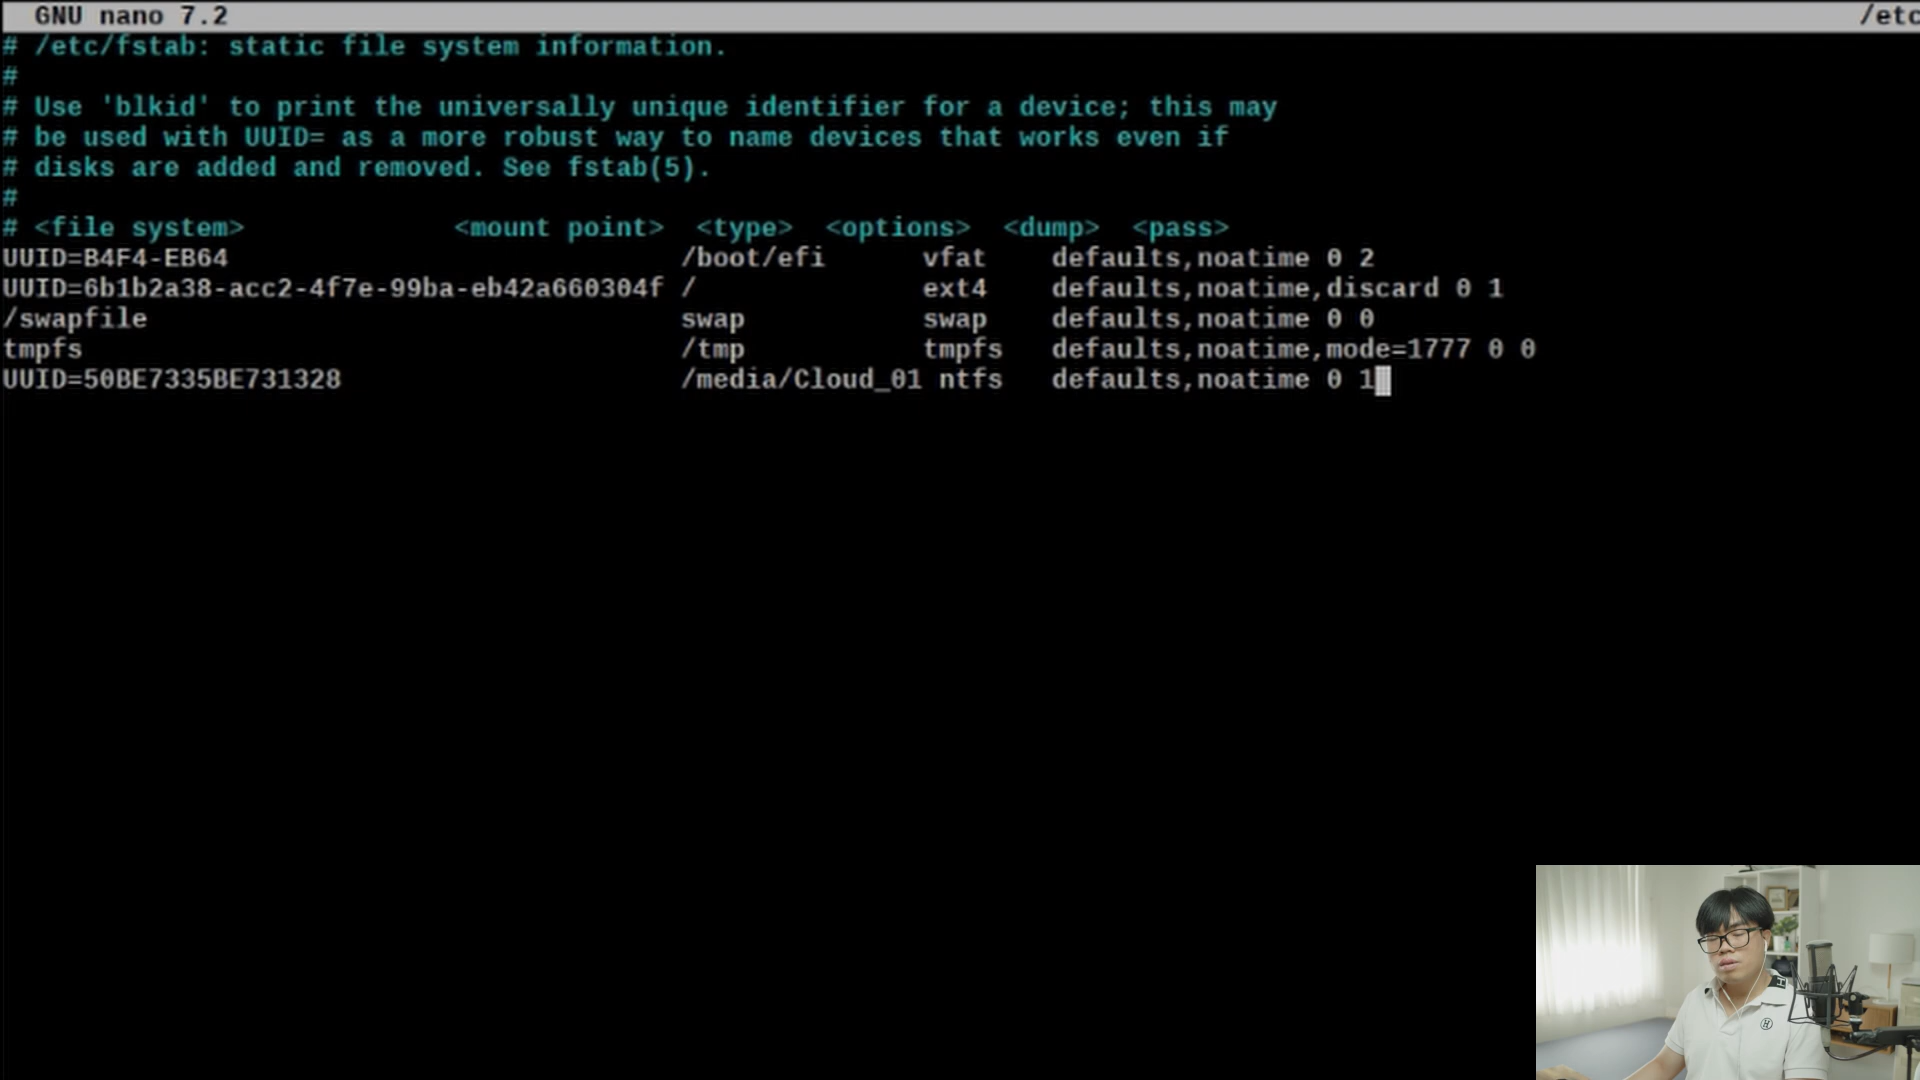 GNU nano 7.2 /etc
# /etc/fstab: static file system information.
#
# Use 'blkid' to print the universally unique identifier for a device; this may
# be used with UUID= as a more robust way to name devices that works even if
# disks are added and removed. See fstab(5).
#
# <file system> <mount point> <type> <options> <dump> <pass>
UUID=B4F4-EB64 /boot/efi vfat defaults,noatime 0 2
UUID=6b1b2a38-acc2-4f7e-99ba-eb42a660304f / ext4 defaults,noatime,discard 0 1
/swapfile swap swap defaults,noatime 0 0
tmpfs /tmp tmpfs defaults,noatime,mode=1777 0 0
UUID=50BE7335BE731328 /media/Cloud_01 ntfs defaults,noatime 0 1
H